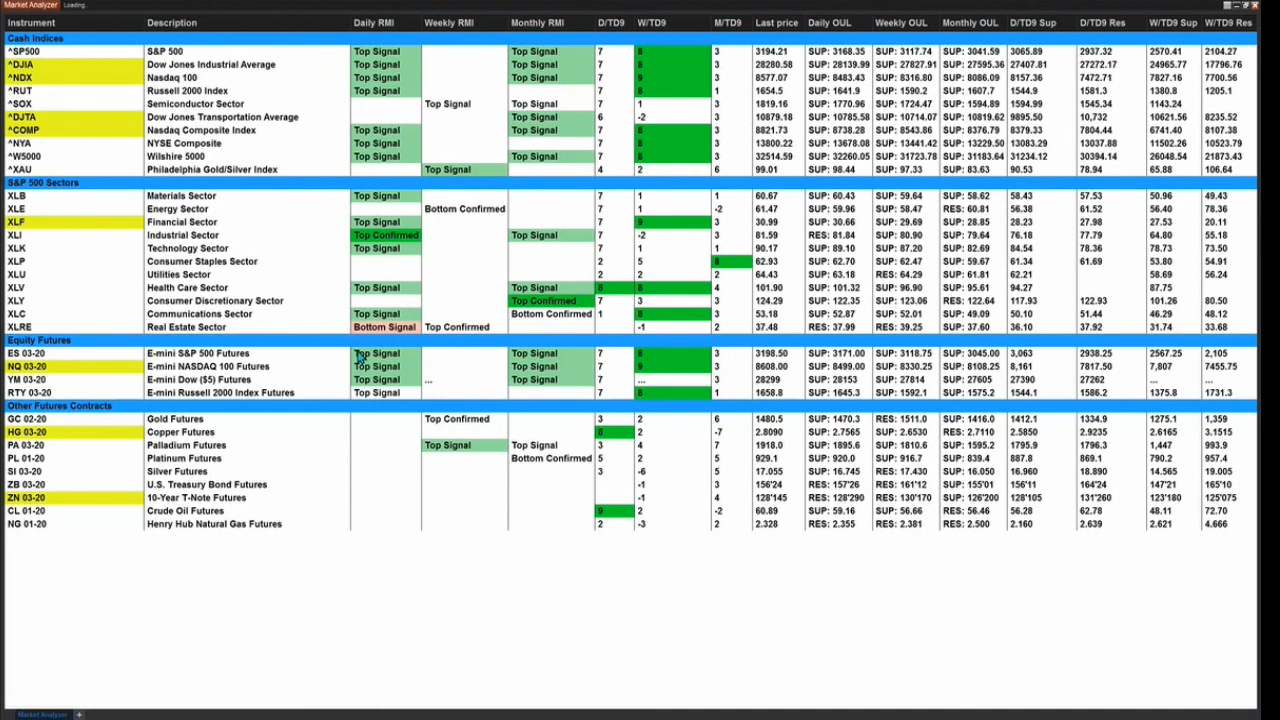 Market Analyzer Loading.
Instrument Description Daily RMI Weekly RMI Monthly RMI D/TD9 W/TD9 M/TD9 Last price Daily OUL Weekly OUL Monthly OUL D/TD9 Sup D/TD9 Res W/TD9 Sup W/TD9 Res
Cash Indices
^SP500 S&P 500 Top Signal Top Signal 7 8 3 3194.21 SUP: 3168.35 SUP: 3117.74 SUP: 3041.59 3065.89 2937.32 2570.41 2104.27
^DJIA Dow Jones Industrial Average Top Signal Top Signal 7 8 3 28280.58 SUP: 28139.99 SUP: 27827.91 SUP: 27595.36 27407.81 27272.17 24965.77 17796.76
^NDX Nasdaq 100 Top Signal Top Signal 7 9 3 8577.07 SUP: 8483.43 SUP: 8316.80 SUP: 8086.09 8157.36 7472.71 7827.16 7700.56
^RUT Russell 2000 Index Top Signal 7 8 1 1654.5 SUP: 1641.9 SUP: 1590.2 SUP: 1607.7 1544.9 1581.3 1380.8 1205.1
^SOX Semiconductor Sector Top Signal Top Signal 7 1 3 1819.16 SUP: 1770.96 SUP: 1724.47 SUP: 1594.89 1594.99 1545.34 1143.24
^DJTA Dow Jones Transportation Average Top Signal 6 -2 3 10879.18 SUP: 10785.58 SUP: 10714.07 SUP: 10819.62 9895.50 10,732 10621.56 8235.52
^COMP Nasdaq Composite Index Top Signal Top Signal 7 8 3 8821.73 SUP: 8738.28 SUP: 8543.86 SUP: 8376.79 8379.33 7804.44 6741.40 8107.38
^NYA NYSE Composite Top Signal 7 8 3 13800.22 SUP: 13678.08 SUP: 13441.42 SUP: 13229.50 13083.29 13037.88 11502.26 10523.79
^W5000 Wilshire 5000 Top Signal Top Signal 7 8 3 32514.59 SUP: 32260.05 SUP: 31723.78 SUP: 31183.64 31234.12 30394.14 26048.54 21873.43
^XAU Philadelphia Gold/Silver Index Top Signal 4 2 6 99.01 SUP: 98.44 SUP: 97.33 SUP: 83.63 90.53 78.94 65.88 106.64
S&P 500 Sectors
XLB Materials Sector Top Signal 7 1 1 60.67 SUP: 60.43 SUP: 59.64 SUP: 58.62 58.43 57.53 50.96 49.43
XLE Energy Sector Bottom Confirmed 7 1 -2 61.47 SUP: 59.96 SUP: 58.47 RES: 60.81 56.38 61.52 56.40 78.36
XLF Financial Sector Top Signal 7 9 3 30.99 SUP: 30.66 SUP: 29.69 SUP: 28.85 28.23 27.98 27.53 20.11
XLI Industrial Sector Top Confirmed Top Signal 7 -2 3 81.59 RES: 81.84 SUP: 80.90 SUP: 79.64 76.18 77.79 64.80 55.18
XLK Technology Sector Top Signal 7 1 1 90.17 SUP: 89.10 SUP: 87.20 SUP: 82.69 84.54 78.36 78.73 73.50
XLP Consumer Staples Sector 2 5 8 62.93 SUP: 62.70 SUP: 62.47 SUP: 59.67 61.34 61.69 53.80 54.91
XLU Utilities Sector 2 2 2 64.43 SUP: 63.18 RES: 64.29 SUP: 61.81 62.21 58.69 56.24
XLV Health Care Sector Top Signal Top Signal 8 8 4 101.90 SUP: 101.32 SUP: 96.90 SUP: 95.61 94.27 87.75
XLY Consumer Discretionary Sector Top Confirmed 7 3 3 124.29 SUP: 122.35 SUP: 123.06 RES: 122.64 117.93 122.93 101.26 80.50
XLC Communications Sector Top Signal Bottom Confirmed 1 8 3 53.18 SUP: 52.87 SUP: 52.01 SUP: 49.09 50.10 51.44 46.29 48.12
XLRE Real Estate Sector Bottom Signal Top Confirmed -1 2 37.48 RES: 37.99 RES: 39.25 SUP: 37.60 36.10 37.92 31.74 33.68
Equity Futures
ES 03-20 E-mini S&P 500 Futures Top Signal Top Signal 7 8 3 3198.50 SUP: 3171.00 SUP: 3118.75 SUP: 3045.00 3,063 2938.25 2567.25 2,105
NQ 03-20 E-mini NASDAQ 100 Futures Top Signal Top Signal 7 9 3 8608.00 SUP: 8499.00 SUP: 8330.25 SUP: 8108.25 8,161 7817.50 7,807 7455.75
YM 03-20 E-mini Dow ($5) Futures Top Signal ... Top Signal 7 ... 3 28299 SUP: 28153 SUP: 27814 SUP: 27605 27390 27262 ... ...
RTY 03-20 E-mini Russell 2000 Index Futures Top Signal 7 8 1 1658.8 SUP: 1645.3 SUP: 1592.1 SUP: 1575.2 1544.1 1586.2 1375.8 1731.3
Other Futures Contracts
GC 02-20 Gold Futures Top Confirmed 3 2 6 1480.5 SUP: 1470.3 RES: 1511.0 SUP: 1416.0 1412.1 1334.9 1275.1 1,359
HG 03-20 Copper Futures 8 2 -7 2.8090 SUP: 2.7565 SUP: 2.6530 RES: 2.7110 2.5850 2.9235 2.6165 3.1515
PA 03-20 Palladium Futures Top Signal Top Signal 3 4 7 1918.0 SUP: 1895.6 SUP: 1810.6 SUP: 1595.2 1795.9 1796.3 1,447 993.9
PL 01-20 Platinum Futures Bottom Confirmed 5 2 5 929.1 SUP: 920.0 SUP: 916.7 SUP: 839.4 887.8 869.1 790.2 957.4
SI 03-20 Silver Futures 3 -6 5 17.055 SUP: 16.745 RES: 17.430 SUP: 16.050 16.960 18.890 14.565 19.005
ZB 03-20 U.S. Treasury Bond Futures -1 3 156'24 RES: 157'26 RES: 161'12 SUP: 155'01 156'11 164'24 147'21 165'10
ZN 03-20 10-Year T-Note Futures -1 4 128'145 RES: 128'290 RES: 130'170 SUP: 126'200 128'105 131'260 123'180 125'075
CL 01-20 Crude Oil Futures 9 2 -2 60.89 SUP: 59.16 SUP: 56.66 RES: 56.46 56.28 62.78 48.11 72.70
NG 01-20 Henry Hub Natural Gas Futures 2 -3 2 2.328 RES: 2.355 RES: 2.381 RES: 2.500 2.160 2.639 2.621 4.666
Market Analyzer +